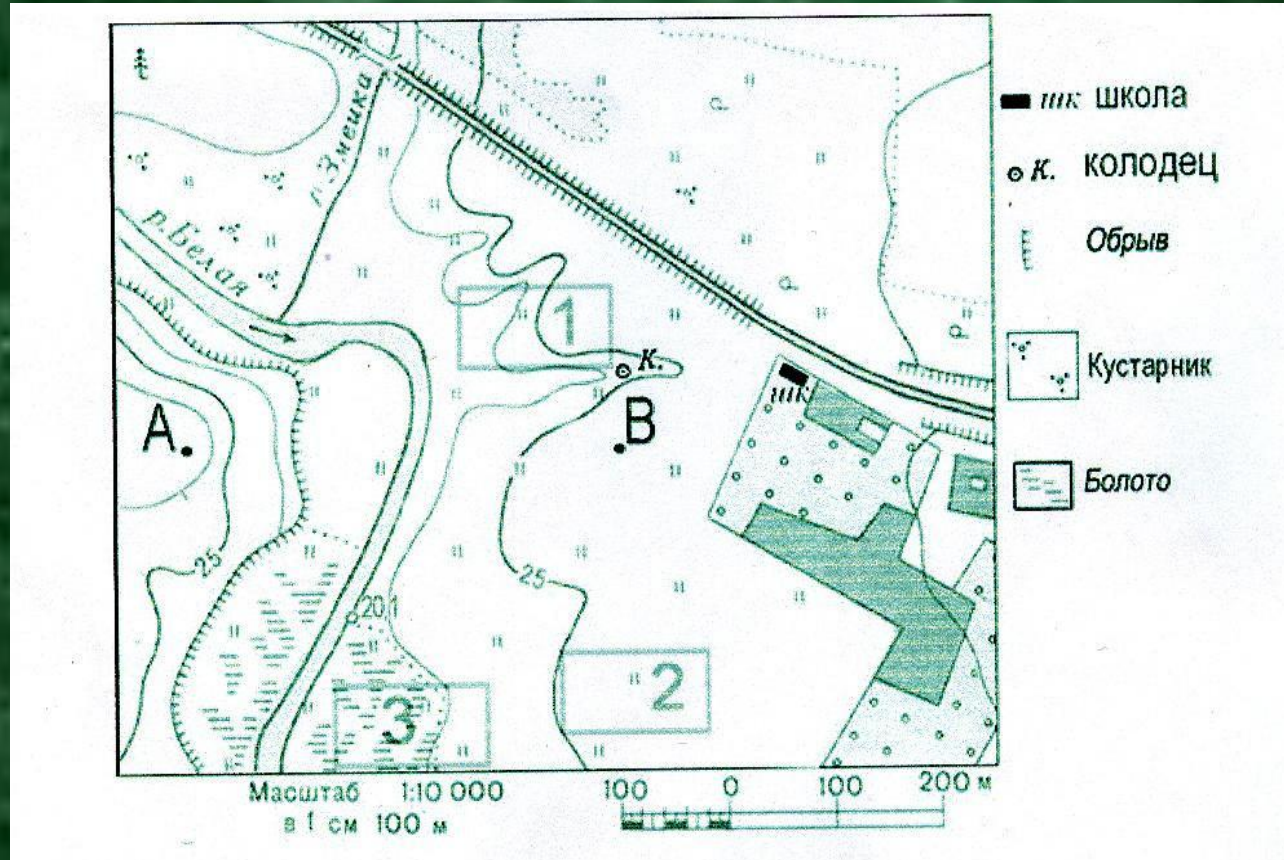 р. Змейка
р. Белая
1
К.
шк
А.
.В
25
25
20,1
2
3
Р
Р
Р
шк школа
К. колодец
Обрыв
Кустарник
Болото
Масштаб 1:10 000
в 1 см 100 м
100 0 100 200 м